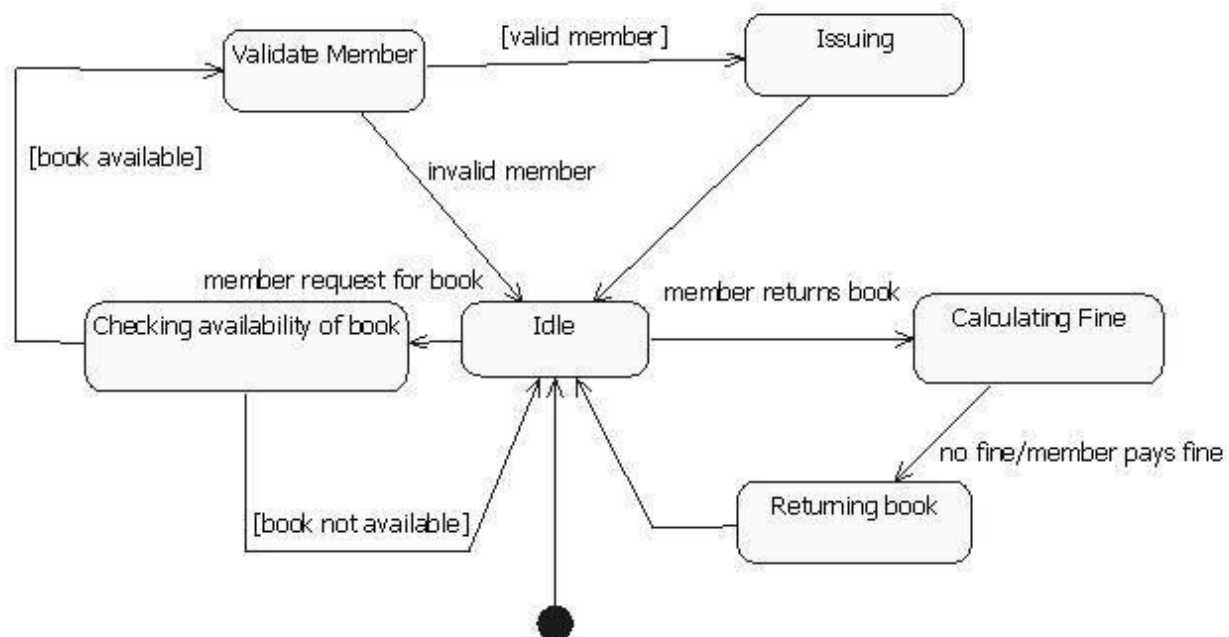 Validate Member
[valid member]
Issuing
[book available]
invalid member
member request for book
member returns book
Checking availability of book
Idle
Calculating Fine
no fine/member pays fine
Returning book
[book not available]